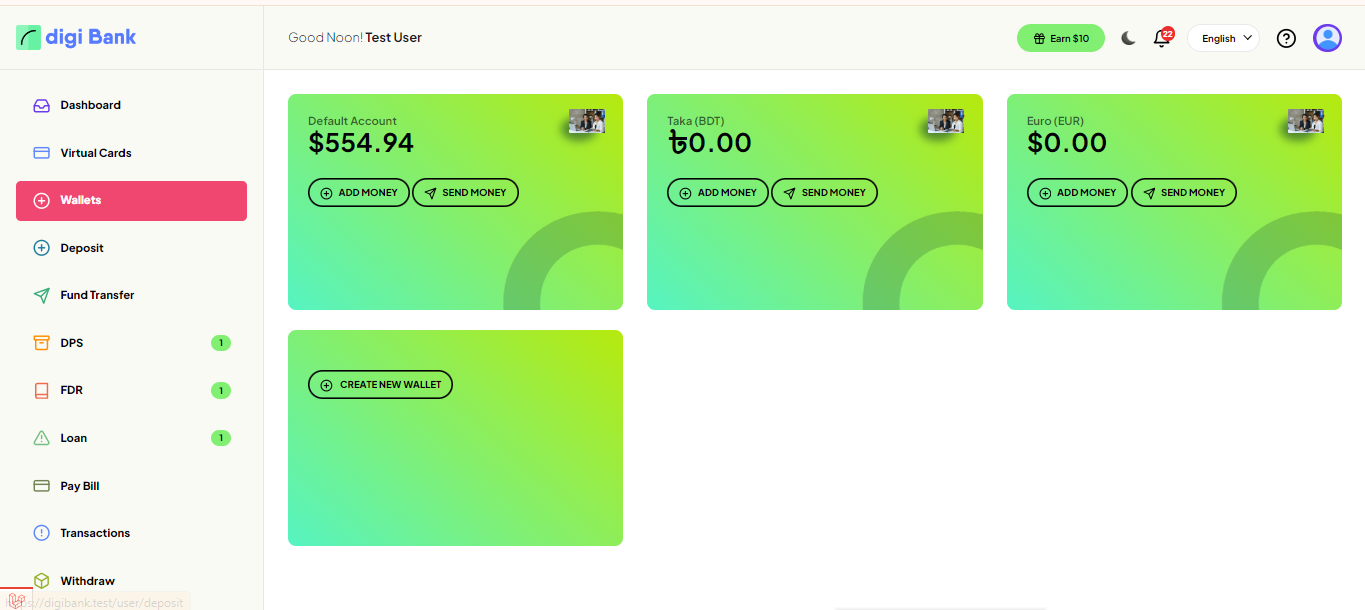 digi Bank
Good Noon! Test User
Earn $10
22
English
Dashboard
Virtual Cards
Wallets
Deposit
Fund Transfer
DPS 1
FDR 1
Loan 1
Pay Bill
Transactions
Withdraw
Default Account
$554.94
ADD MONEY SEND MONEY
Taka (BDT)
৳0.00
ADD MONEY SEND MONEY
Euro (EUR)
$0.00
ADD MONEY SEND MONEY
CREATE NEW WALLET
https://digibank.test/user/deposit